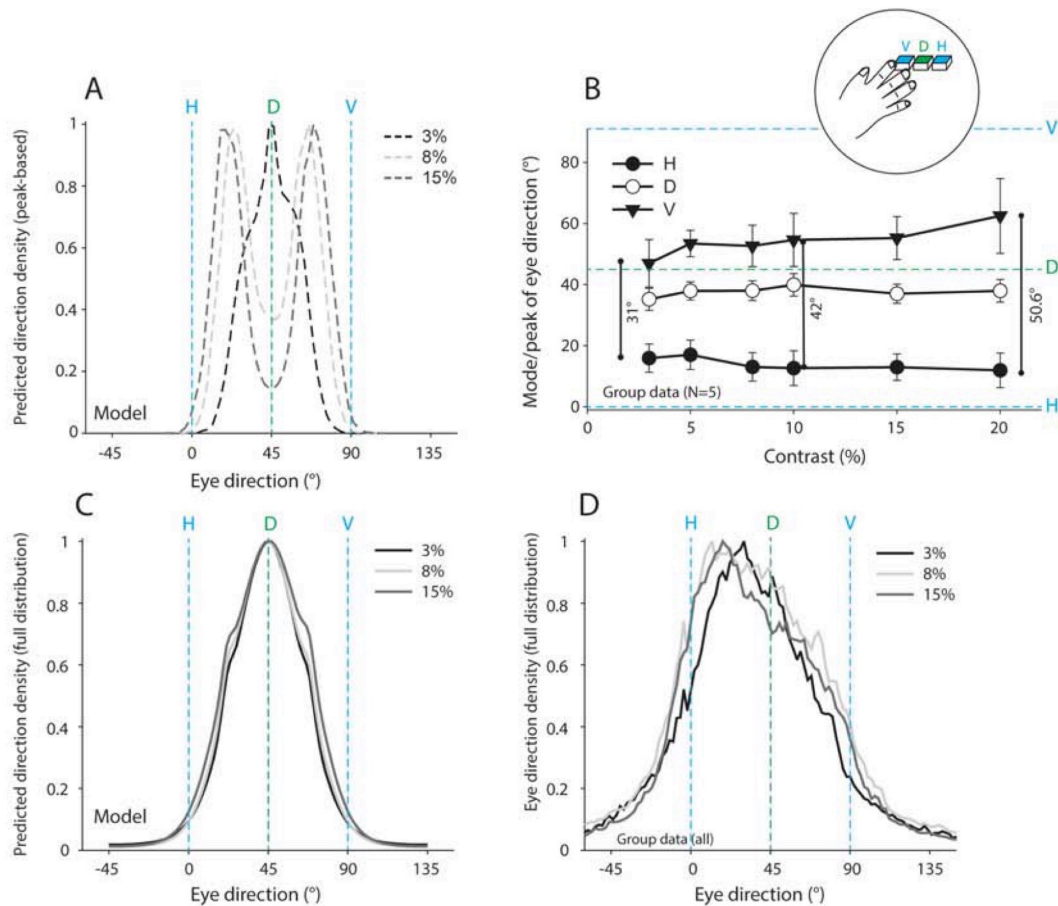 A
H D V
Predicted direction density (peak-based)
1
0.8
0.6
0.4
0.2
0
3%
8%
15%
Model
-45 0 45 90 135
Eye direction (°)
B
V D H
V
D
H
Mode/peak of eye direction (°)
80
60
40
20
0
H
D
V
31°
42°
50.6°
Group data (N=5)
0 5 10 15 20
Contrast (%)
C
H D V
Predicted direction density (full distribution)
1
0.8
0.6
0.4
0.2
0
3%
8%
15%
Model
-45 0 45 90 135
Eye direction (°)
D
H D V
Eye direction density (full distribution)
1
0.8
0.6
0.4
0.2
0
3%
8%
15%
Group data (all)
-45 0 45 90 135
Eye direction (°)